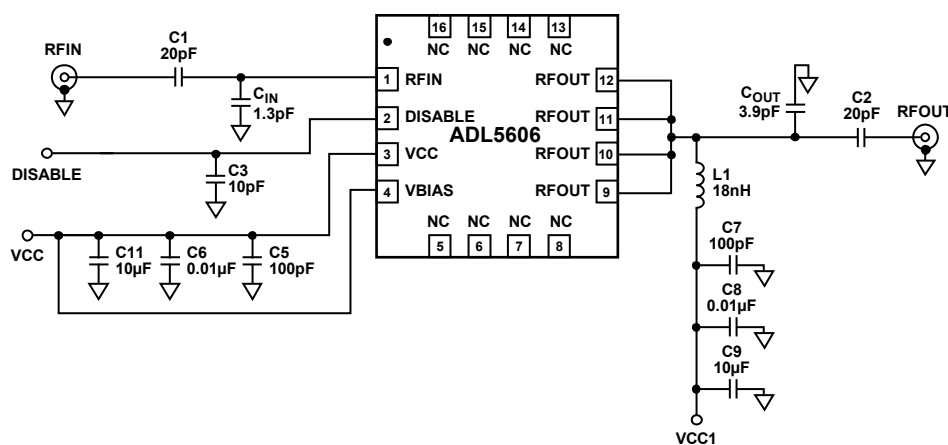 16 15 14 13
NC NC NC NC
RFIN
C1
20pF
1 RFIN
CIN
1.3pF
2 DISABLE
DISABLE
C3
10pF
3 VCC
4 VBIAS
VCC
C11
10µF
C6
0.01µF
C5
100pF
ADL5606
RFOUT 12
RFOUT 11
RFOUT 10
RFOUT 9
NC NC NC NC
5 6 7 8
COUT
3.9pF
C2
20pF
RFOUT
L1
18nH
C7
100pF
C8
0.01µF
C9
10µF
VCC1